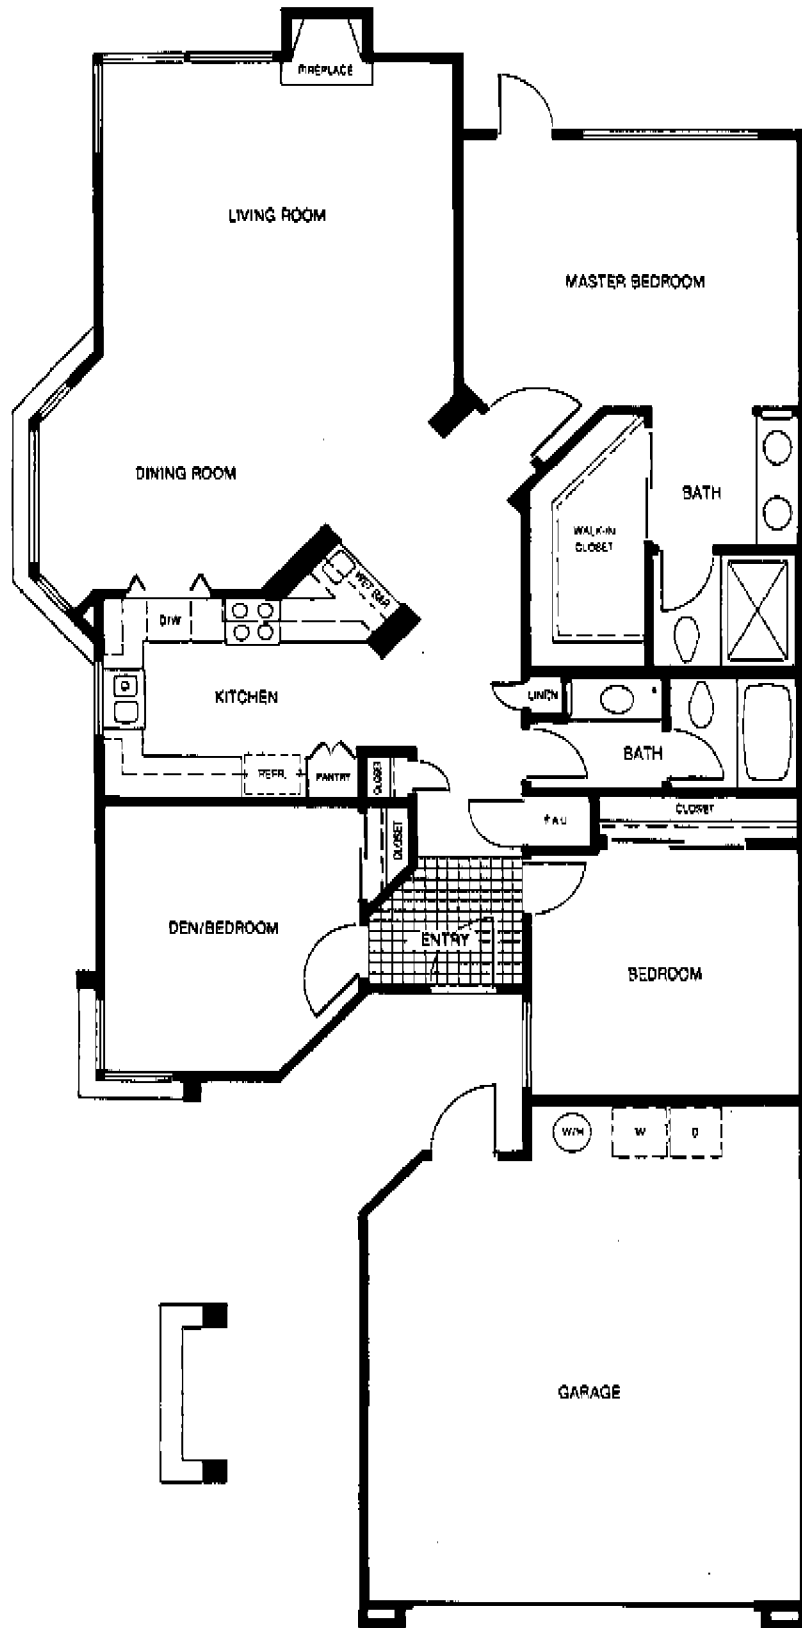 FIREPLACE
LIVING ROOM
MASTER BEDROOM
DINING ROOM
BATH
WALK-IN
CLOSET
WET BAR
D/W
KITCHEN
LINEN
BATH
REFR.
PANTRY
CLOSET
CLOSET
F A U
CLOSET
DEN/BEDROOM
ENTRY
BEDROOM
W/H
W
D
GARAGE